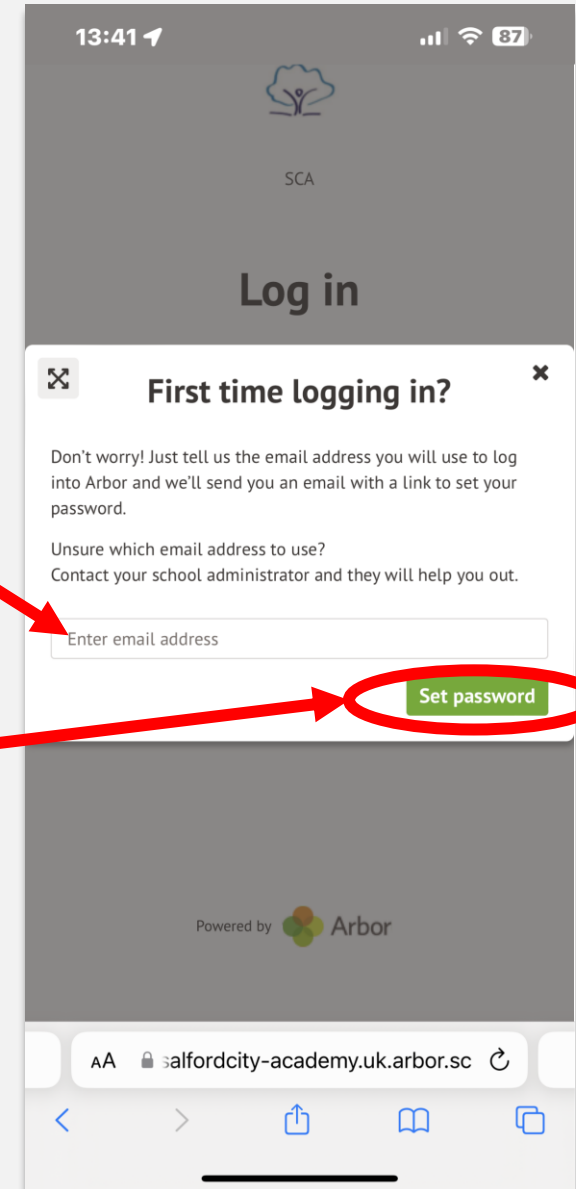 13:41
87
SCA
Log in
First time logging in?
Don't worry! Just tell us the email address you will use to log
into Arbor and we'll send you an email with a link to set your
password.
Unsure which email address to use?
Contact your school administrator and they will help you out.
Enter email address
Set password
Powered by Arbor
AA salfordcity-academy.uk.arbor.sc